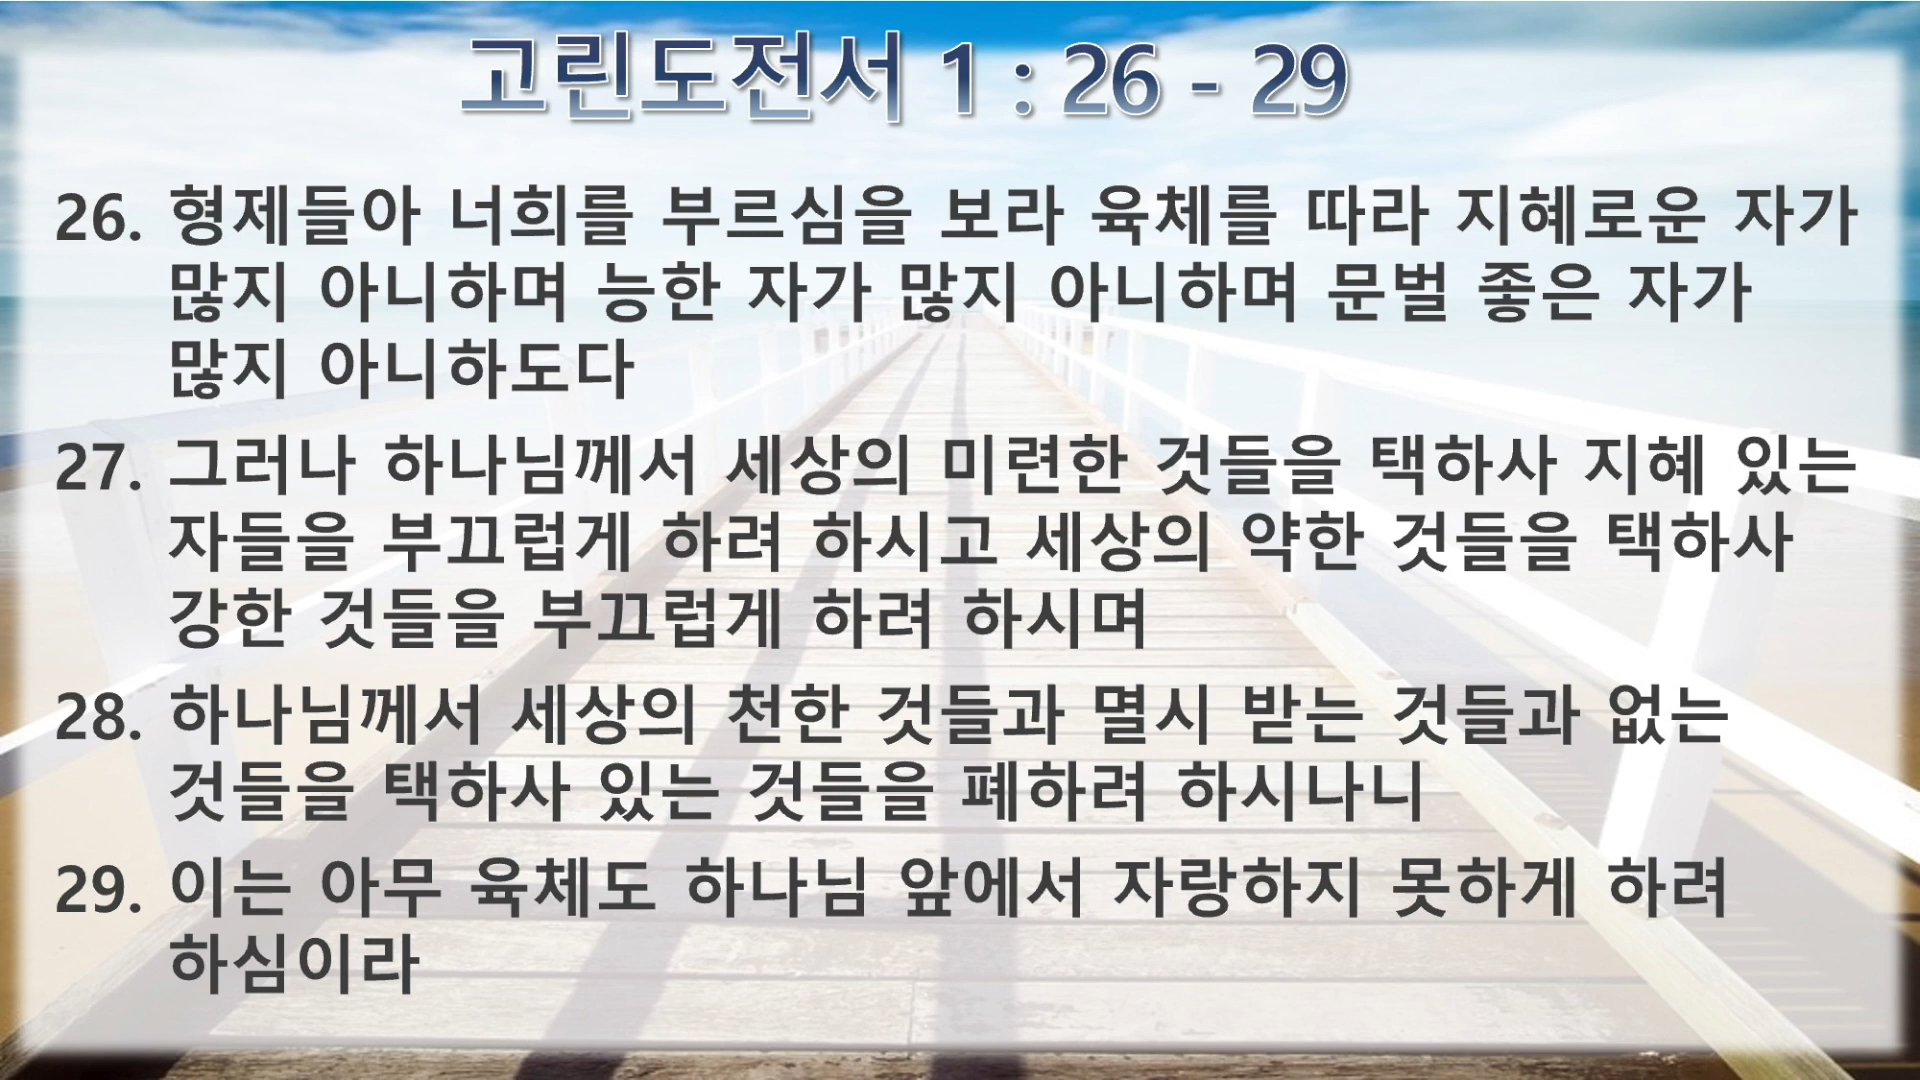 고린도전서 1 : 26 - 29
26. 형제들아 너희를 부르심을 보라 육체를 따라 지혜로운 자가
많지 아니하며 능한 자가 많지 아니하며 문벌 좋은 자가
많지 아니하도다
27. 그러나 하나님께서 세상의 미련한 것들을 택하사 지혜 있는
자들을 부끄럽게 하려 하시고 세상의 약한 것들을 택하사
강한 것들을 부끄럽게 하려 하시며
28. 하나님께서 세상의 천한 것들과 멸시 받는 것들과 없는
것들을 택하사 있는 것들을 폐하려 하시나니
29. 이는 아무 육체도 하나님 앞에서 자랑하지 못하게 하려
하심이라